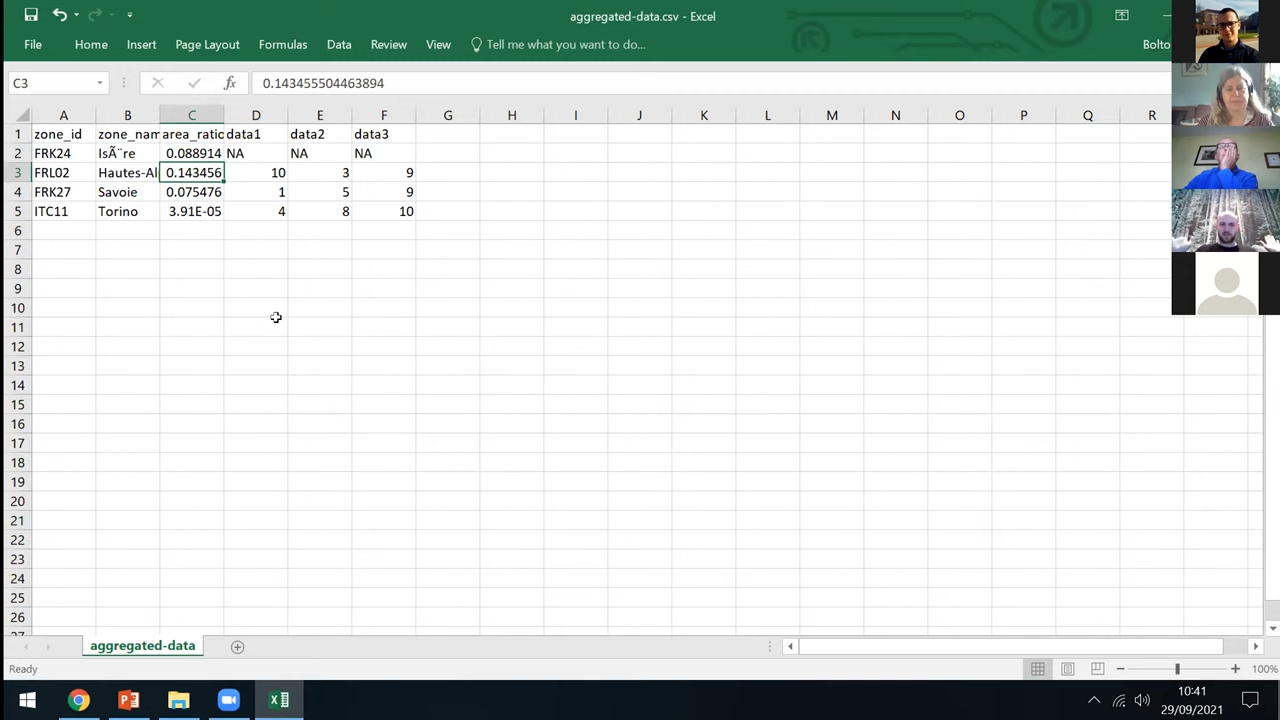 aggregated-data.csv - Excel
File Home Insert Page Layout Formulas Data Review View Tell me what you want to do...
Bolto
C3 fx 0.143455504463894
A B C D E F G H I J K L M N O P Q R
1 zone_id zone_nam area_ratio data1 data2 data3
2 FRK24 IsÃ¨re 0.088914 NA NA NA
3 FRL02 Hautes-Al 0.143456 10 3 9
4 FRK27 Savoie 0.075476 1 5 9
5 ITC11 Torino 3.91E-05 4 8 10
6
7
8
9
10
11
12
13
14
15
16
17
18
19
20
21
22
23
24
25
26
27
aggregated-data
Ready 100%
10:41
29/09/2021